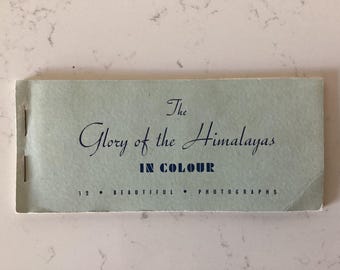 The
Glory of the Himalayas
IN COLOUR
12 • BEAUTIFUL • PHOTOGRAPHS